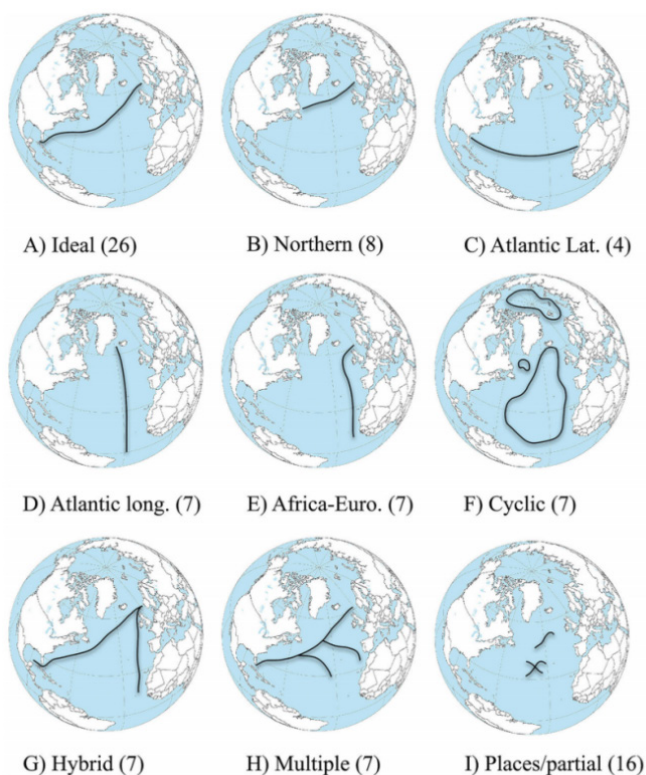 A) Ideal (26)
B) Northern (8)
C) Atlantic Lat. (4)
D) Atlantic long. (7)
E) Africa-Euro. (7)
F) Cyclic (7)
G) Hybrid (7)
H) Multiple (7)
I) Places/partial (16)